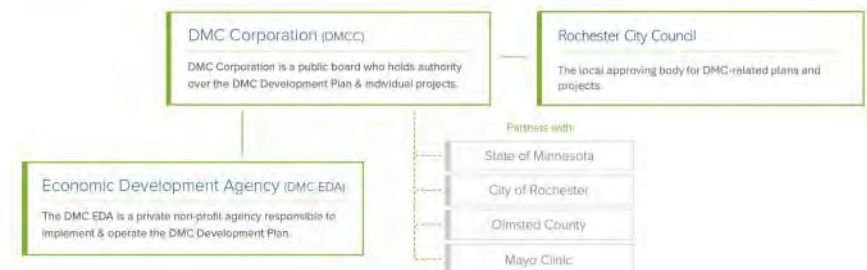 DMC Corporation (DMCC)
DMC Corporation is a public board who holds authority
over the DMC Development Plan & individual projects.
Rochester City Council
The local approving body for DMC-related plans and
projects.
Partners with:
State of Minnesota
City of Rochester
Olmsted County
Mayo Clinic
Economic Development Agency (DMC EDA)
The DMC EDA is a private non-profit agency responsible to
implement & operate the DMC Development Plan.